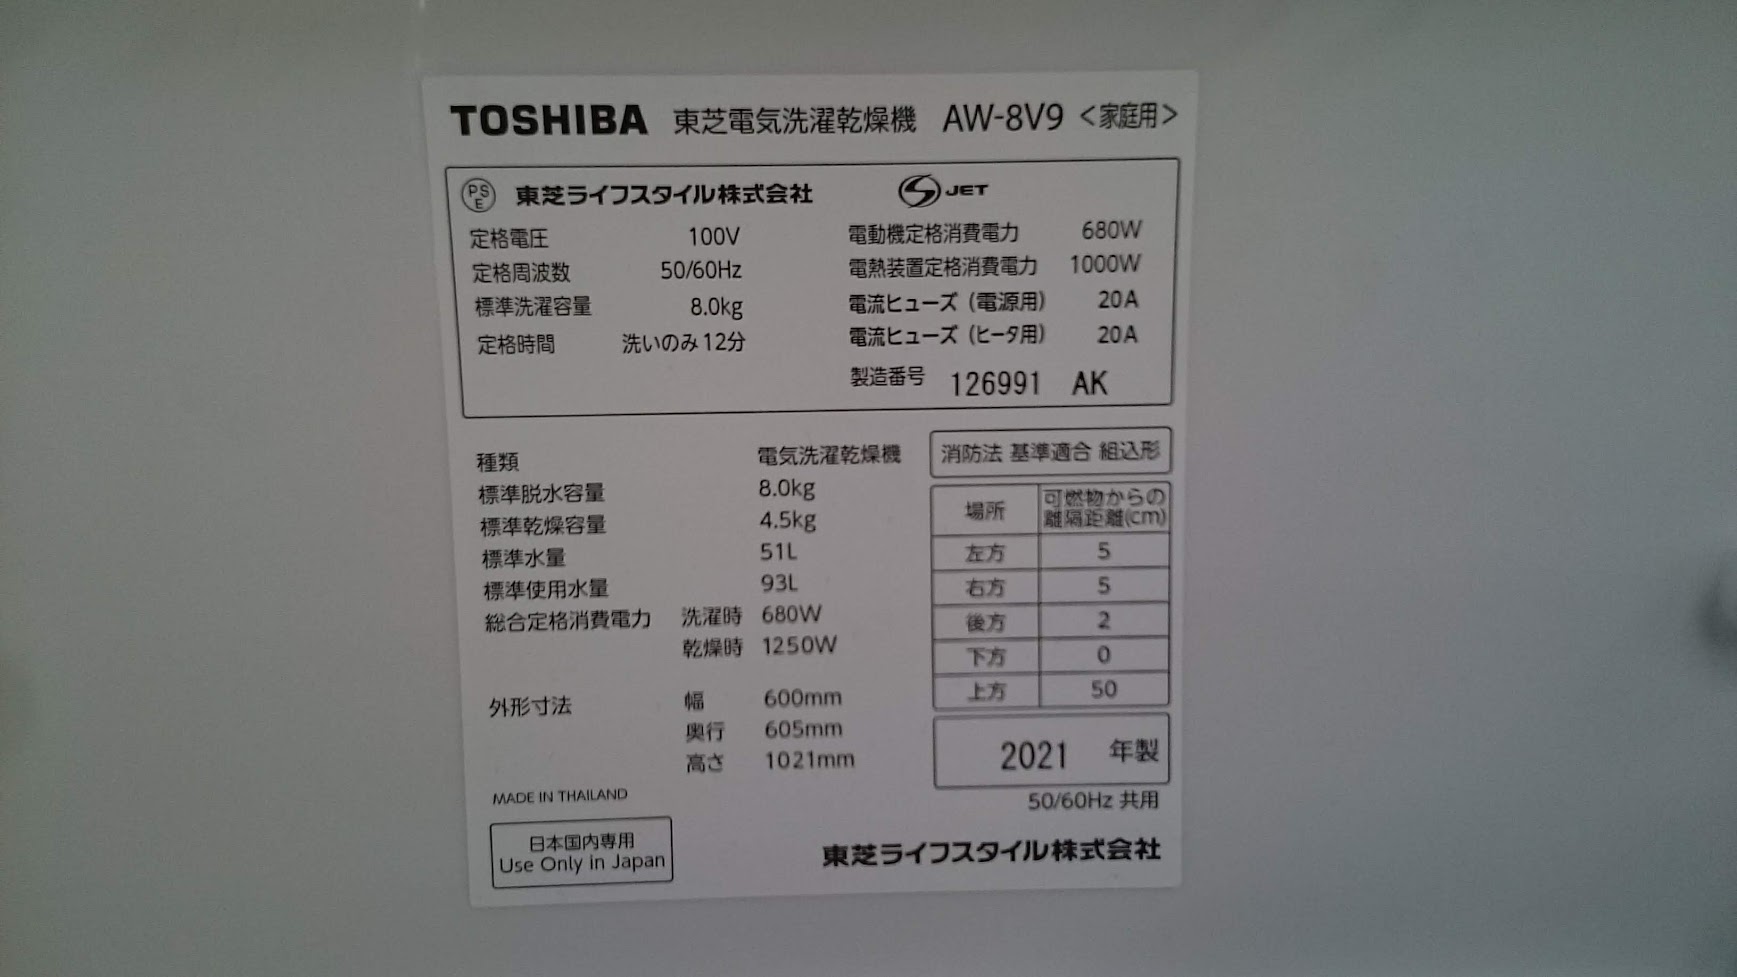 TOSHIBA 東芝電気洗濯乾燥機 AW-8V9 <家庭用>
PSE 東芝ライフスタイル株式会社 S JET
定格電圧 100V
定格周波数 50/60Hz
標準洗濯容量 8.0kg
定格時間 洗いのみ12分
電動機定格消費電力 680W
電熱装置定格消費電力 1000W
電流ヒューズ (電源用) 20A
電流ヒューズ (ヒータ用) 20A
製造番号 126991 AK
種類 電気洗濯乾燥機
標準脱水容量 8.0kg
標準乾燥容量 4.5kg
標準水量 51L
標準使用水量 93L
総合定格消費電力 洗濯時 680W
乾燥時 1250W
外形寸法 幅 600mm
奥行 605mm
高さ 1021mm
消防法 基準適合 組込形
場所 可燃物からの
離隔距離(cm)
左方 5
右方 5
後方 2
下方 0
上方 50
2021 年製
50/60Hz 共用
MADE IN THAILAND
日本国内専用
Use Only in Japan
東芝ライフスタイル株式会社